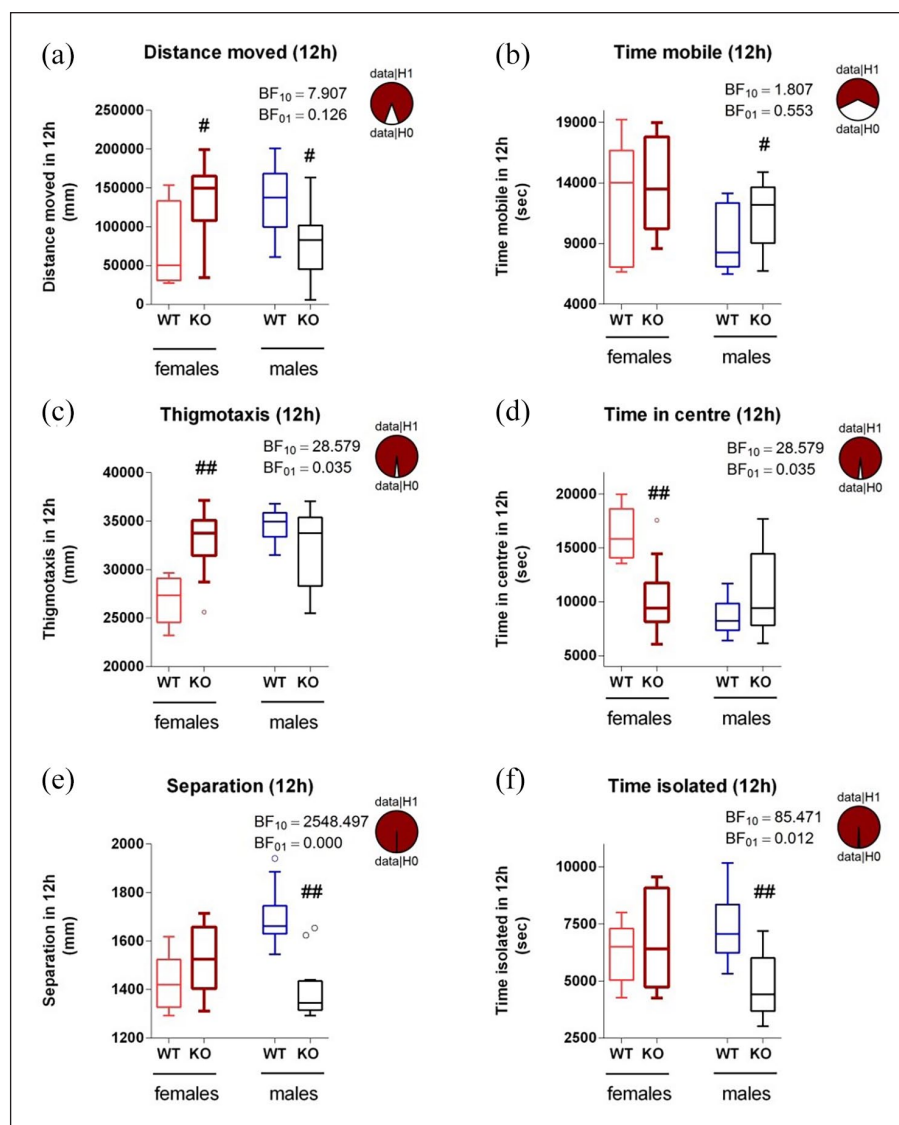 (a)
Distance moved (12h)
data|H1
BF10 = 7.907
BF01 = 0.126
data|H0
Distance moved in 12h
(mm)
250000
200000
150000
100000
50000
0
#
#
WT KO WT KO
females males
(b)
Time mobile (12h)
data|H1
BF10 = 1.807
BF01 = 0.553
data|H0
Time mobile in 12h
(sec)
19000
14000
9000
4000
#
WT KO WT KO
females males
(c)
Thigmotaxis (12h)
data|H1
BF10 = 28.579
BF01 = 0.035
data|H0
Thigmotaxis in 12h
(mm)
40000
35000
30000
25000
20000
##
WT KO WT KO
females males
(d)
Time in centre (12h)
data|H1
BF10 = 28.579
BF01 = 0.035
data|H0
Time in centre in 12h
(sec)
20000
15000
10000
5000
##
WT KO WT KO
females males
(e)
Separation (12h)
data|H1
BF10 = 2548.497
BF01 = 0.000
data|H0
Separation in 12h
(mm)
2000
1800
1600
1400
1200
##
WT KO WT KO
females males
(f)
Time isolated (12h)
data|H1
BF10 = 85.471
BF01 = 0.012
data|H0
Time isolated in 12h
(sec)
10000
7500
5000
2500
##
WT KO WT KO
females males